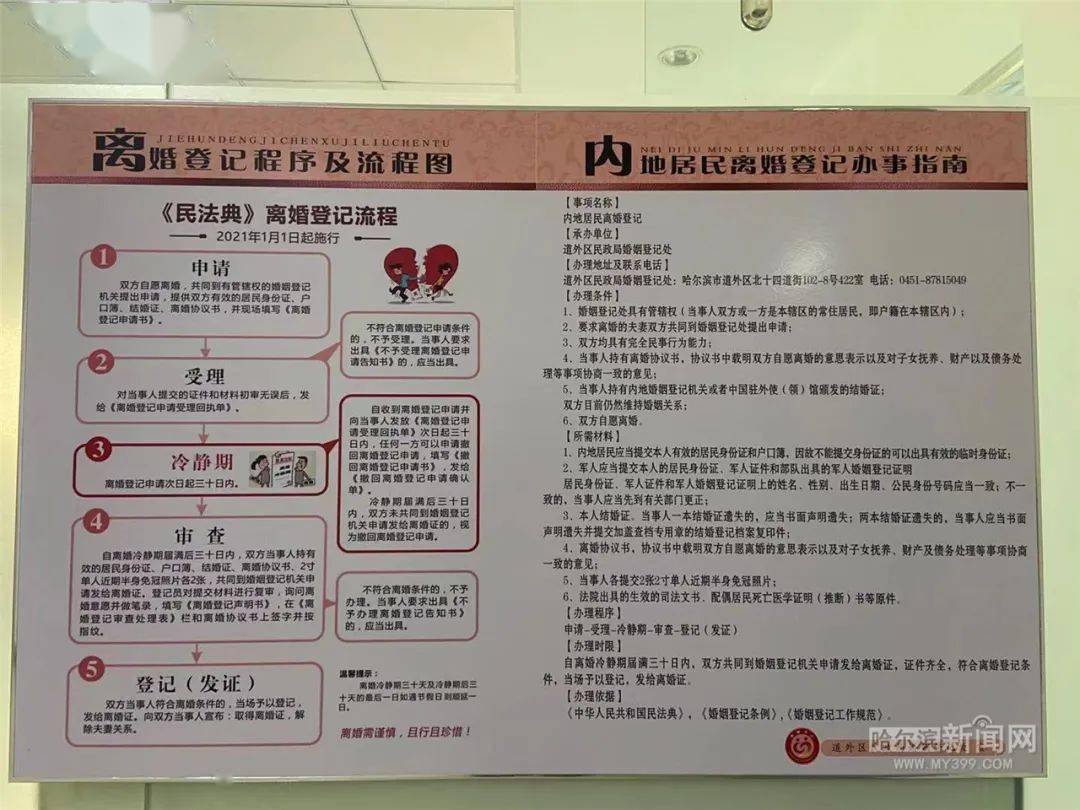 JIEHUNDENGJICHENXUJILIUCHENTU
离婚登记程序及流程图
《民法典》离婚登记流程
2021年1月1日起施行
1
申请
双方自愿离婚，共同到有管辖权的婚姻登记
机关提出申请，提供双方有效的居民身份证、户
口簿、结婚证、离婚协议书，并现场填写《离婚
登记申请书》。
不符合离婚登记申请条件
的，不予受理。当事人要求
出具《不予受理离婚登记申
请告知书》的，应当出具。
2
受理
对当事人提交的证件和材料初审无误后，发
给《离婚登记申请受理回执单》。
3
冷静期
离婚登记申请次日起三十日内。
自收到离婚登记申请并
向当事人发放《离婚登记申
请受理回执单》次日起三十
日内，任何一方可以申请撤
回离婚登记申请，填写《撤
回离婚登记申请书》，发给
《撤回离婚登记申请确认
单》。
冷静期届满后三十日
内，双方未共同到婚姻登记
机关申请发给离婚证的，视
为撤回离婚登记申请。
4
审查
自离婚冷静期届满后三十日内，双方当事人持有
效的居民身份证、户口簿、结婚证、离婚协议书、2寸
单人近期半身免冠照片各2张，共同到婚姻登记机关申
请发给离婚证。登记员对提交材料进行复审，询问离
婚意愿并做笔录，填写《离婚登记声明书》，在《离
婚登记审查处理表》栏和离婚协议书上签字并按
指纹。
不符合离婚条件的，不予
办理。当事人要求出具《不
予办理离婚登记告知书》
的，应当出具。
5
登记（发证）
双方当事人符合离婚条件的，当场予以登记，
发给离婚证。向双方当事人宣布：取得离婚证，解
除夫妻关系。
温馨提示：
离婚冷静期三十天及冷静期后三
十天的最后一日如遇节假日则顺延一
日。
离婚需谨慎，且行且珍惜！
NEI DI JU MIN LI HUN DENG JI BAN SHI ZHI NAN
内地居民离婚登记办事指南
【事项名称】
内地居民离婚登记
【承办单位】
道外区民政局婚姻登记处
【办理地址及联系电话】
道外区民政局婚姻登记处：哈尔滨市道外区北十四道街102-8号422室 电话：0451-87815049
【办理条件】
1、婚姻登记处具有管辖权（当事人双方或一方是本辖区的常住居民，即户籍在本辖区内）；
2、要求离婚的夫妻双方共同到婚姻登记处提出申请；
3、双方均具有完全民事行为能力；
4、当事人持有离婚协议书，协议书中载明双方自愿离婚的意思表示以及对子女抚养、财产以及债务处
理等事项协商一致的意见；
5、当事人持有内地婚姻登记机关或者中国驻外使（领）馆颁发的结婚证；
双方目前仍然维持婚姻关系；
6、双方自愿离婚。
【所需材料】
1、内地居民应当提交本人有效的居民身份证和户口簿，因故不能提交身份证的可以出具有效的临时身份证；
2、军人应当提交本人的居民身份证、军人证件和部队出具的军人婚姻登记证明
居民身份证、军人证件和军人婚姻登记证明上的姓名、性别、出生日期、公民身份号码应当一致；不一
致的，当事人应当先到有关部门更正；
3、本人结婚证。当事人一本结婚证遗失的，应当书面声明遗失；两本结婚证遗失的，当事人应当书面
声明遗失并提交加盖查档专用章的结婚登记档案复印件；
4、离婚协议书，协议书中载明双方自愿离婚的意思表示以及对子女抚养、财产及债务处理等事项协商
一致的意见；
5、当事人各提交2张2寸单人近期半身免冠照片；
6、法院出具的生效的司法文书、配偶居民死亡医学证明（推断）书等原件。
【办理程序】
申请-受理-冷静期-审查-登记（发证）
【办理时限】
自离婚冷静期届满三十日内，双方共同到婚姻登记机关申请发给离婚证，证件齐全，符合离婚登记条
件，当场予以登记，发给离婚证。
【办理依据】
《中华人民共和国民法典》，《婚姻登记条例》，《婚姻登记工作规范》。
道外区
哈尔滨新闻网
WWW.MY399.COM